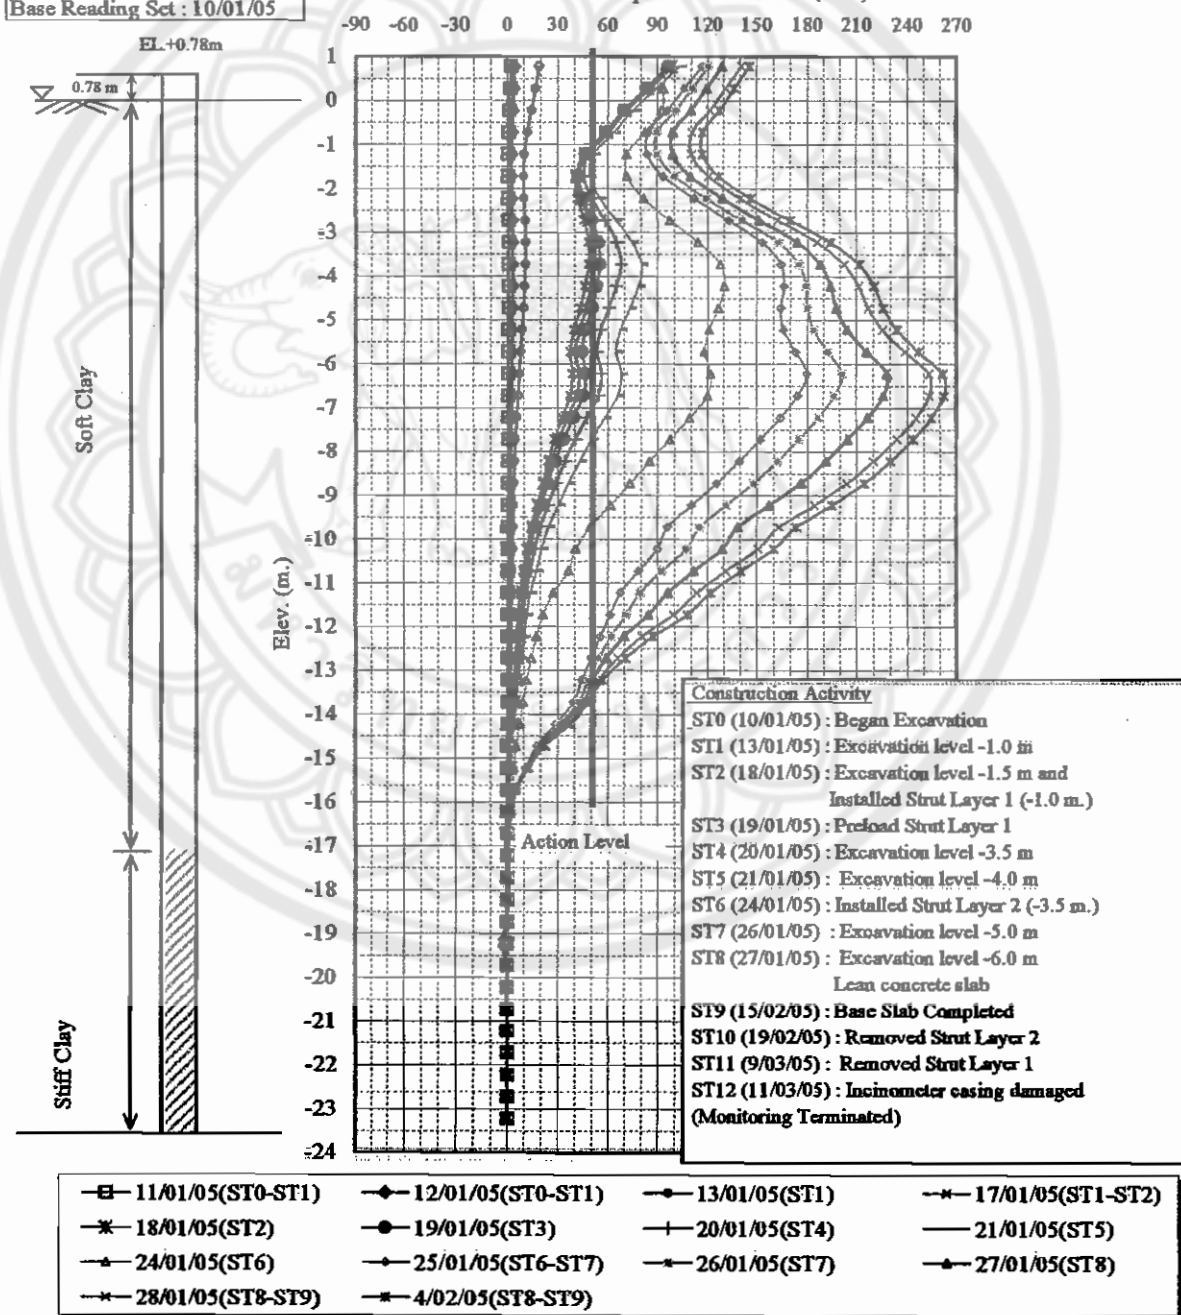 Base Reading Set : 10/01/05
EL.+0.78m
-90 -60 -30 0 30 60 90 120 150 180 210 240 270
0.78 m
1
0
-1
-2
-3
-4
-5
-6
-7
-8
-9
-10
-11
-12
-13
-14
-15
-16
-17
-18
-19
-20
-21
-22
-23
-24
Elev. (m.)
Soft Clay
Stiff Clay
Action Level
Construction Activity
ST0 (10/01/05) : Began Excavation
ST1 (13/01/05) : Excavation level -1.0 m
ST2 (18/01/05) : Excavation level -1.5 m and
Installed Strut Layer 1 (-1.0 m.)
ST3 (19/01/05) : Preload Strut Layer 1
ST4 (20/01/05) : Excavation level -3.5 m
ST5 (21/01/05) : Excavation level -4.0 m
ST6 (24/01/05) : Installed Strut Layer 2 (-3.5 m.)
ST7 (26/01/05) : Excavation level -5.0 m
ST8 (27/01/05) : Excavation level -6.0 m
Lean concrete slab
ST9 (15/02/05) : Base Slab Completed
ST10 (19/02/05) : Removed Strut Layer 2
ST11 (9/03/05) : Removed Strut Layer 1
ST12 (11/03/05) : Incinometer casing damaged
(Monitoring Terminated)
11/01/05(ST0-ST1) 12/01/05(ST0-ST1) 13/01/05(ST1) 17/01/05(ST1-ST2)
18/01/05(ST2) 19/01/05(ST3) 20/01/05(ST4) 21/01/05(ST5)
24/01/05(ST6) 25/01/05(ST6-ST7) 26/01/05(ST7) 27/01/05(ST8)
28/01/05(ST8-ST9) 4/02/05(ST8-ST9)